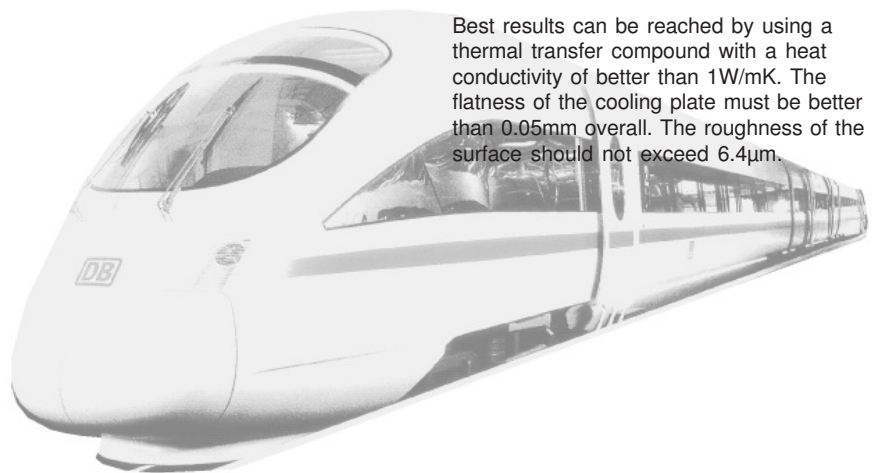 Best results can be reached by using a
thermal transfer compound with a heat
conductivity of better than 1W/mK. The
flatness of the cooling plate must be better
than 0.05mm overall. The roughness of the
surface should not exceed 6.4µm.
DB